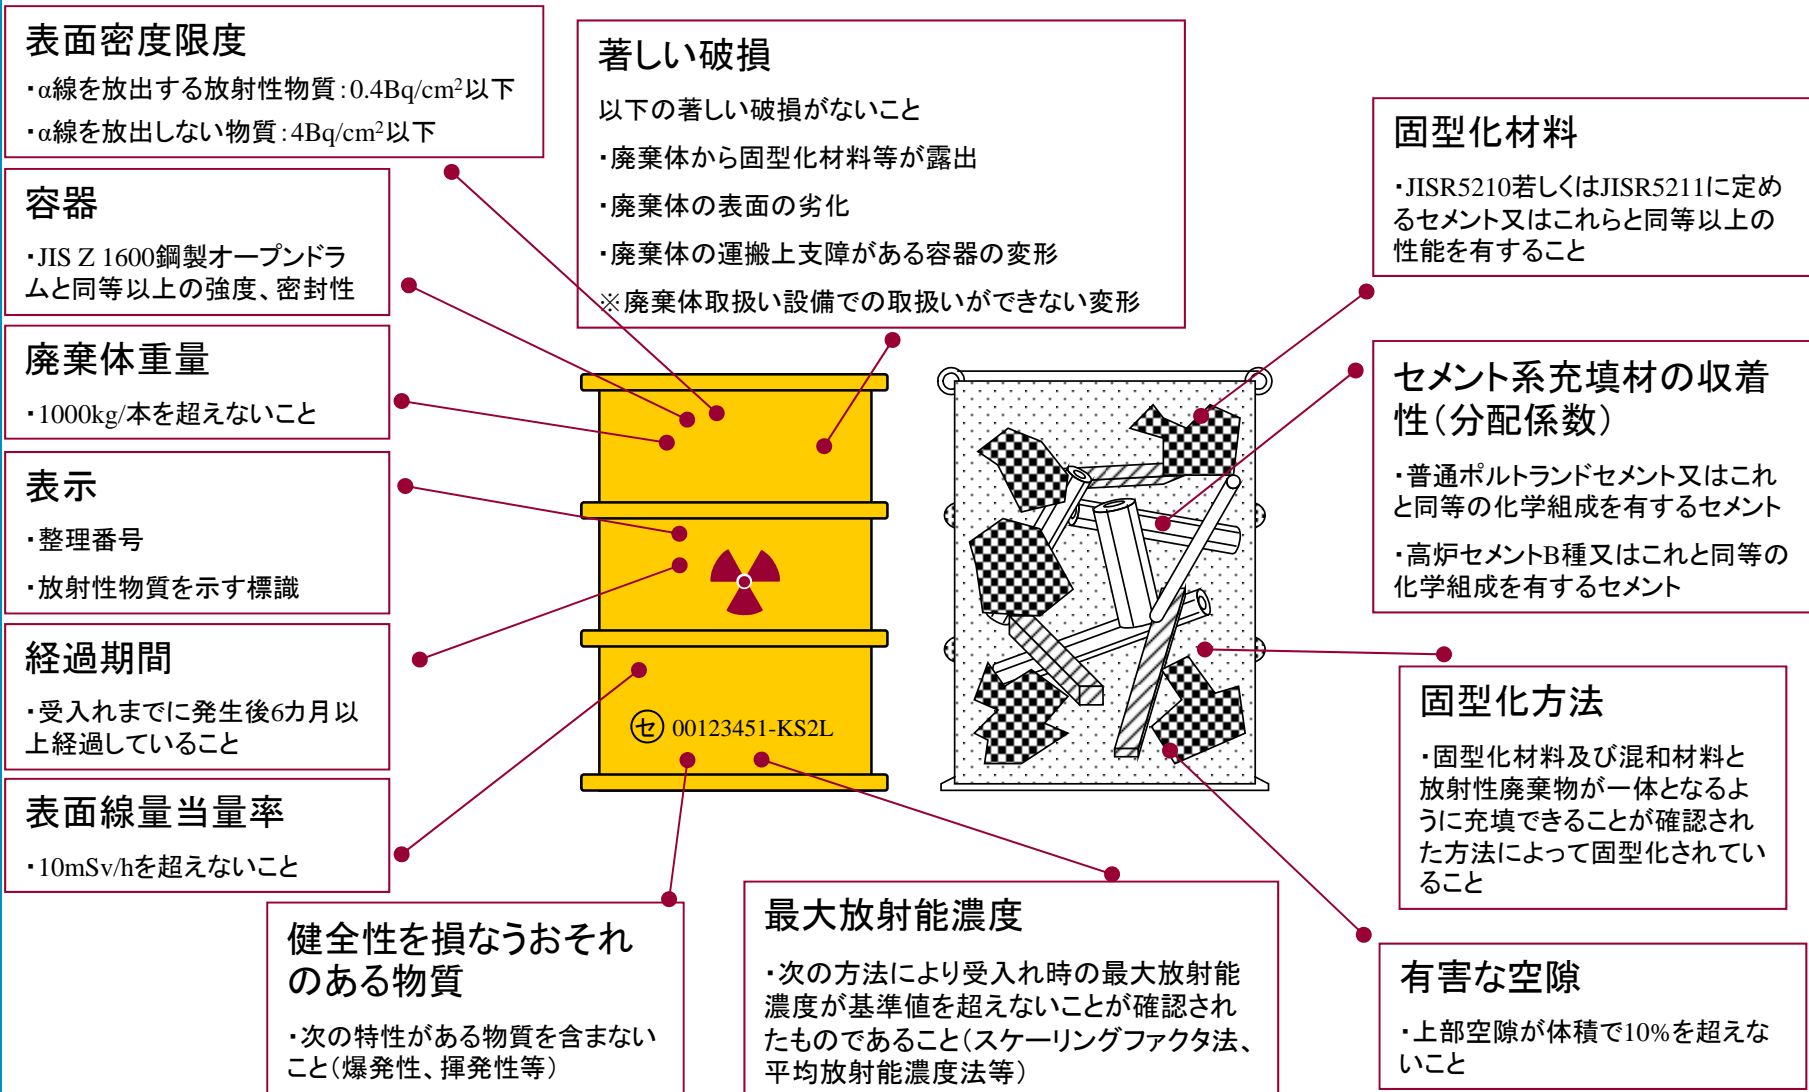 表面密度限度
・α線を放出する放射性物質：0.4Bq/cm²以下
・α線を放出しない物質：4Bq/cm²以下
容器
・JIS Z 1600鋼製オープンドラ
ムと同等以上の強度、密封性
廃棄体重量
・1000kg/本を超えないこと
表示
・整理番号
・放射性物質を示す標識
経過期間
・受入れまでに発生後6カ月以
上経過していること
表面線量当量率
・10mSv/hを超えないこと
著しい破損
以下の著しい破損がないこと
・廃棄体から固型化材料等が露出
・廃棄体の表面の劣化
・廃棄体の運搬上支障がある容器の変形
※廃棄体取扱い設備での取扱いができない変形
セ 00123451-KS2L
健全性を損なうおそれ
のある物質
・次の特性がある物質を含まない
こと（爆発性、揮発性等）
最大放射能濃度
・次の方法により受入れ時の最大放射能
濃度が基準値を超えないことが確認され
たものであること（スケーリングファクタ法、
平均放射能濃度法等）
固型化材料
・JISR5210若しくはJISR5211に定め
るセメント又はこれらと同等以上の
性能を有すること
セメント系充填材の収着
性（分配係数）
・普通ポルトランドセメント又はこれ
と同等の化学組成を有するセメント
・高炉セメントB種又はこれと同等の
化学組成を有するセメント
固型化方法
・固型化材料及び混和材料と
放射性廃棄物が一体となるよ
うに充填できることが確認され
た方法によって固型化されてい
ること
有害な空隙
・上部空隙が体積で10%を超えな
いこと